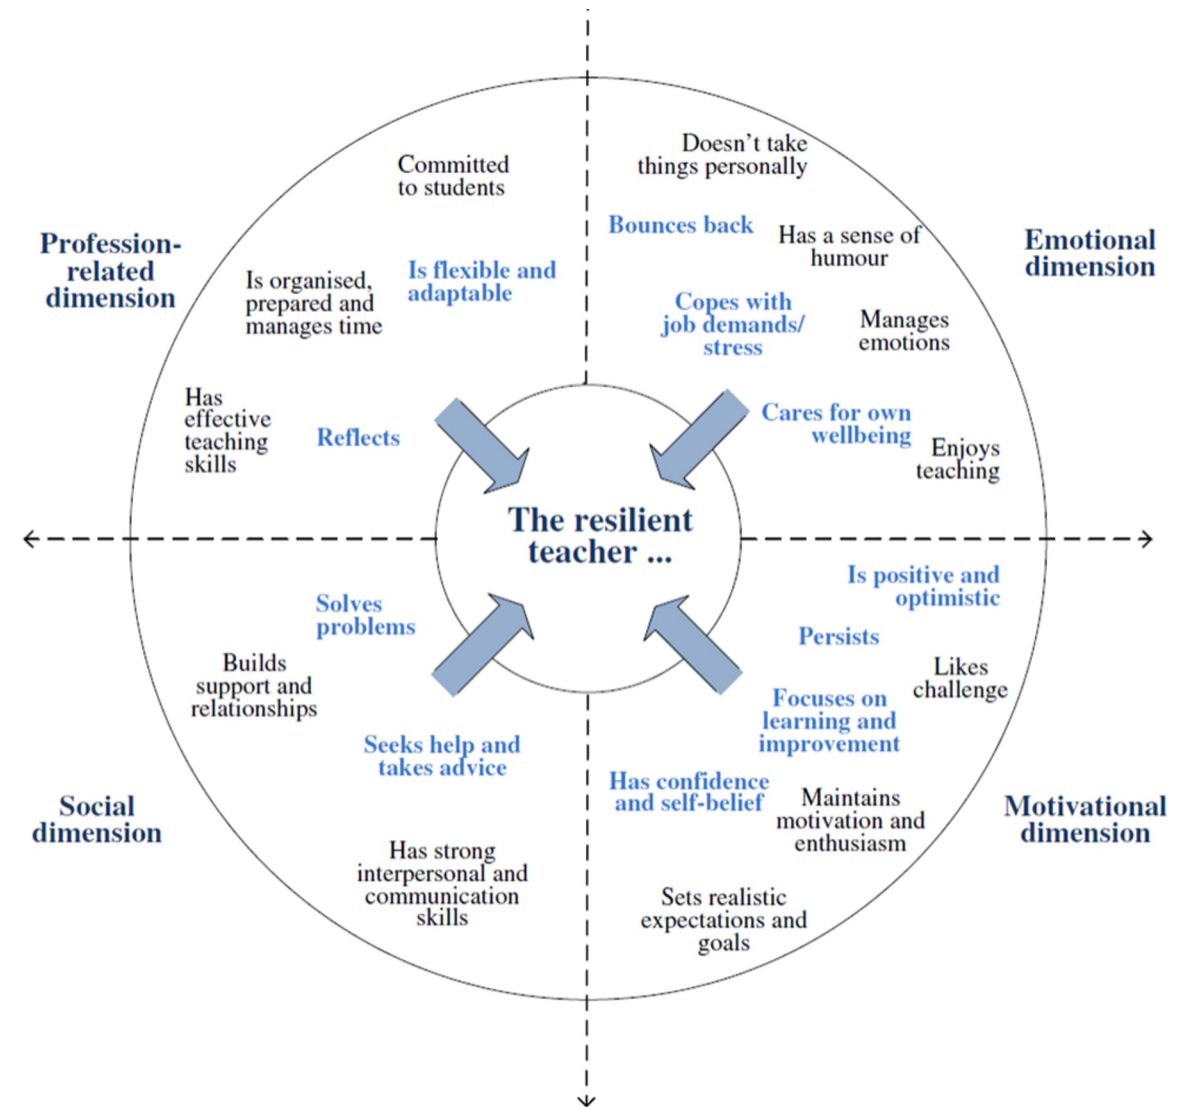 Profession-
related
dimension
Committed
to students
Is organised,
prepared and
manages time
Is flexible and
adaptable
Has
effective
teaching
skills
Reflects
Emotional
dimension
Doesn't take
things personally
Bounces back
Has a sense of
humour
Copes with
job demands/
stress
Manages
emotions
Cares for own
wellbeing
Enjoys
teaching
The resilient
teacher ...
Social
dimension
Solves
problems
Builds
support and
relationships
Seeks help and
takes advice
Has strong
interpersonal and
communication
skills
Motivational
dimension
Is positive and
optimistic
Persists
Likes
challenge
Focuses on
learning and
improvement
Has confidence
and self-belief
Maintains
motivation and
enthusiasm
Sets realistic
expectations and
goals